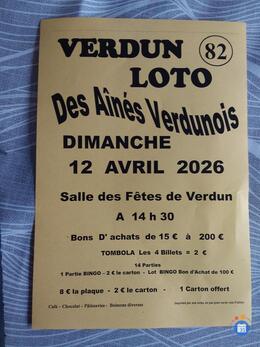 VERDUN 82
LOTO
Des Aînés Verdunois
DIMANCHE
12 AVRIL 2026
Salle des Fêtes de Verdun
A 14 h 30
Bons D'achats de 15 € à 200 €
TOMBOLA Les 4 Billets = 2 €
14 Parties
1 Partie BINGO - 2 € le carton - Lot BINGO Bon d'Achat de 100 €
8 € la plaque - 2 € le carton - 1 Carton offert
Café - Chocolat - Pâtisseries - Boissons diverses